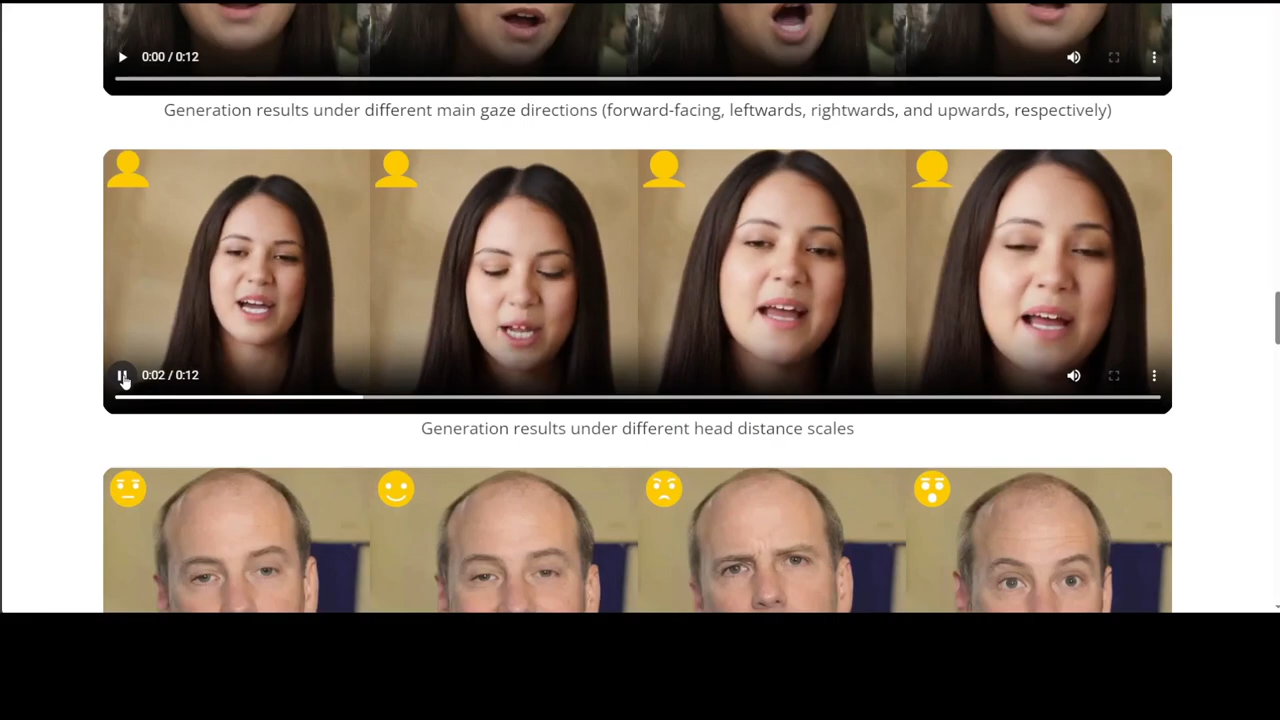 0:00 / 0:12
Generation results under different main gaze directions (forward-facing, leftwards, rightwards, and upwards, respectively)
0:02 / 0:12
Generation results under different head distance scales